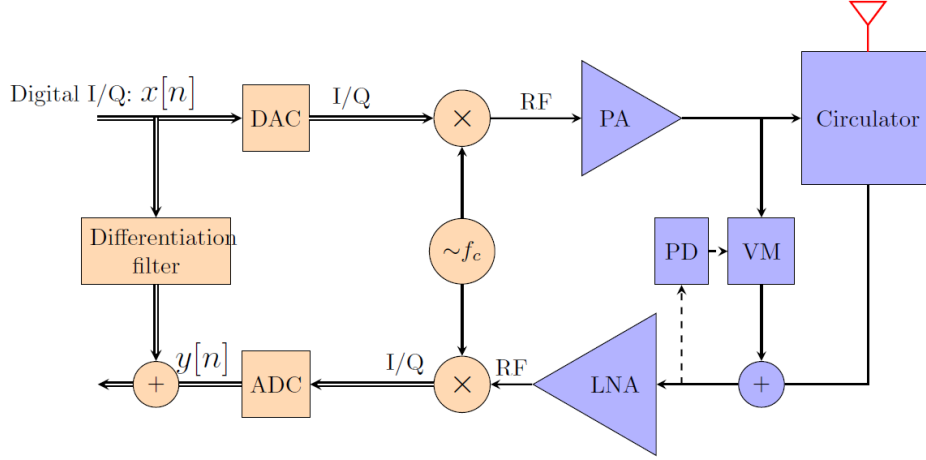 Digital I/Q: x[n]
DAC
I/Q
×
RF
PA
Circulator
Differentiation
filter
~f_c
PD
VM
y[n]
+
ADC
I/Q
×
RF
LNA
+